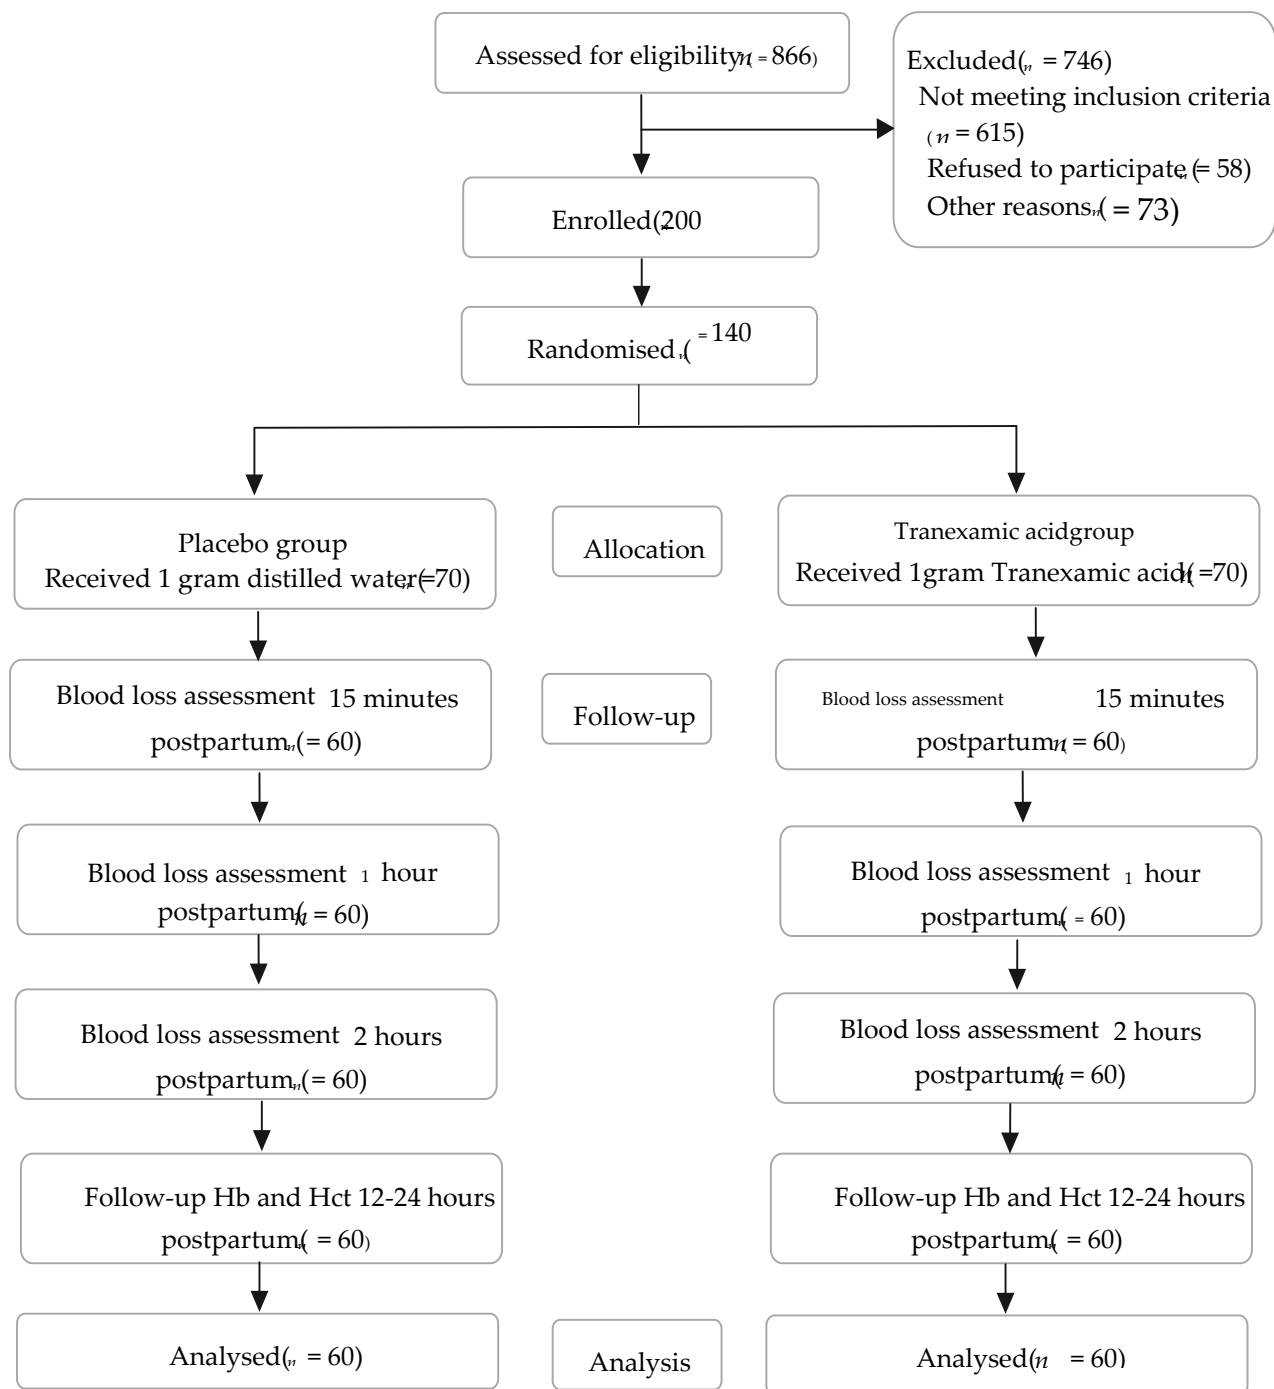 Assessed for eligibility(n = 866)
Excluded(n = 746)
Not meeting inclusion criteria
(n = 615)
Refused to participate (n = 58)
Other reasons (n = 73)
Enrolled(n 200
Randomised (n = 140
Placebo group
Received 1 gram distilled water(n =70)
Allocation
Tranexamic acidgroup
Received 1gram Tranexamic acid(n =70)
Blood loss assessment 15 minutes
postpartum (n = 60)
Follow-up
Blood loss assessment 15 minutes
postpartum (n = 60)
Blood loss assessment 1 hour
postpartum(n = 60)
Blood loss assessment 1 hour
postpartum (n = 60)
Blood loss assessment 2 hours
postpartum (n = 60)
Blood loss assessment 2 hours
postpartum(n = 60)
Follow-up Hb and Hct 12-24 hours
postpartum (n = 60)
Follow-up Hb and Hct 12-24 hours
postpartum (n = 60)
Analysed(n = 60)
Analysis
Analysed(n = 60)